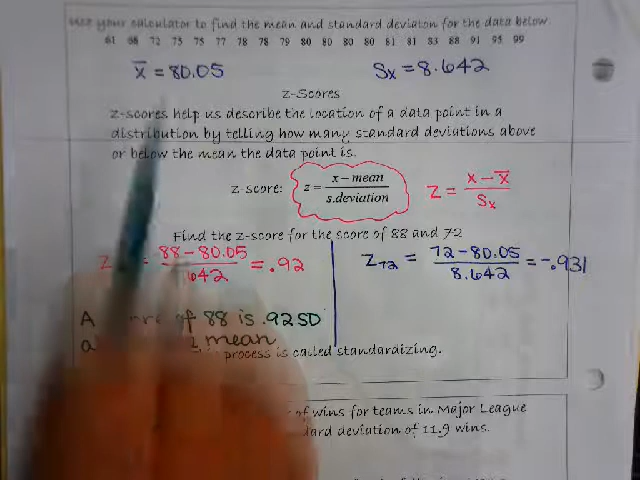 your calculator to find the mean and standard deviation for the data below
61 68 72 75 75 77 78 78 79 80 80 80 80 81 81 83 88 91 95 99
x̄ = 80.05 Sx = 8.642
z-Scores
z-scores help us describe the location of a data point in a
distribution by telling how many standard deviations above
or below the mean the data point is.
z-score: z = x − mean / s.deviation z = x − x̄ / Sx
Find the z-score for the score of 88 and 72
z = 88 − 80.05 / .642 = .92 z72 = 72 − 80.05 / 8.642 = −.931
A of 88 is .92 SD
a mean
process is called standardizing.
of wins for teams in Major League
deviation of 11.9 wins.